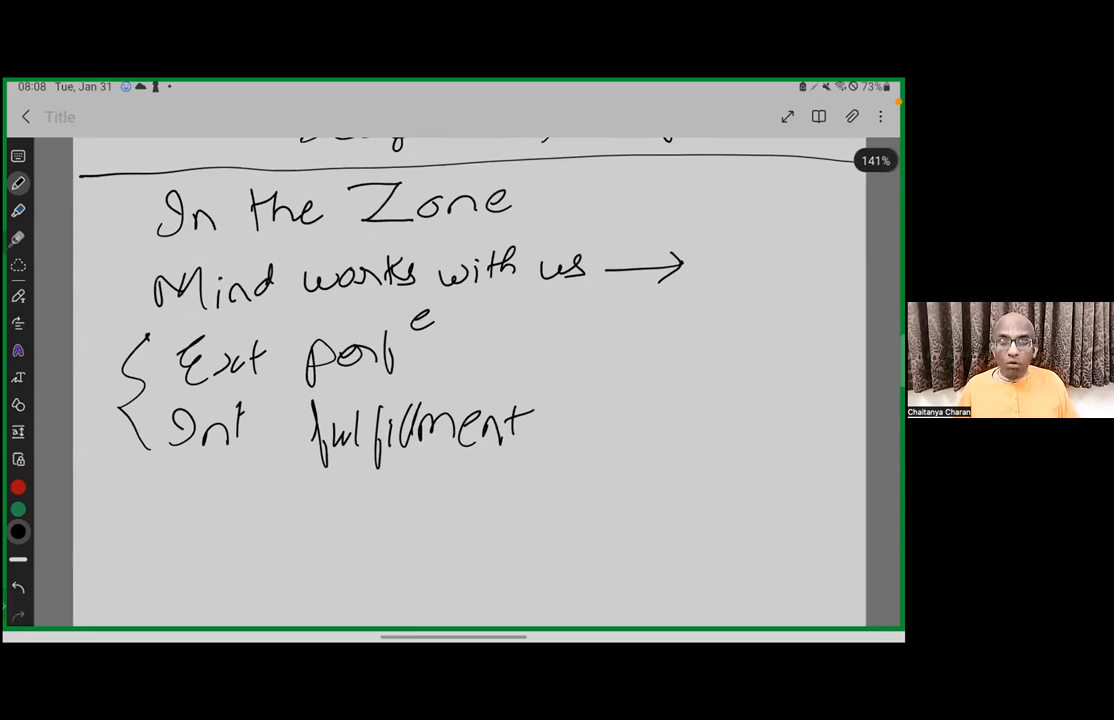 08:08 Tue, Jan 31 73%
Title
141%
In the Zone
Mind works with us →
Ext perf e
Int fulfillment
Chaitanya Charan